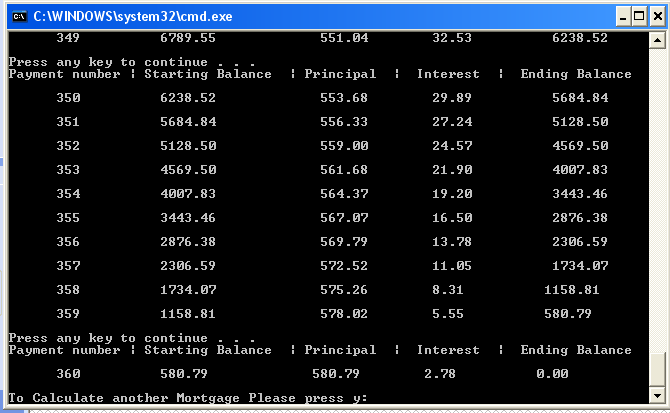 C:\WINDOWS\system32\cmd.exe
349 6789.55 551.04 32.53 6238.52
Press any key to continue . . .
Payment number ¦ Starting Balance ¦ Principal ¦ Interest ¦ Ending Balance
350 6238.52 553.68 29.89 5684.84
351 5684.84 556.33 27.24 5128.50
352 5128.50 559.00 24.57 4569.50
353 4569.50 561.68 21.90 4007.83
354 4007.83 564.37 19.20 3443.46
355 3443.46 567.07 16.50 2876.38
356 2876.38 569.79 13.78 2306.59
357 2306.59 572.52 11.05 1734.07
358 1734.07 575.26 8.31 1158.81
359 1158.81 578.02 5.55 580.79
Press any key to continue . . .
Payment number ¦ Starting Balance ¦ Principal ¦ Interest ¦ Ending Balance
360 580.79 580.79 2.78 0.00
To Calculate another Mortgage Please press y: